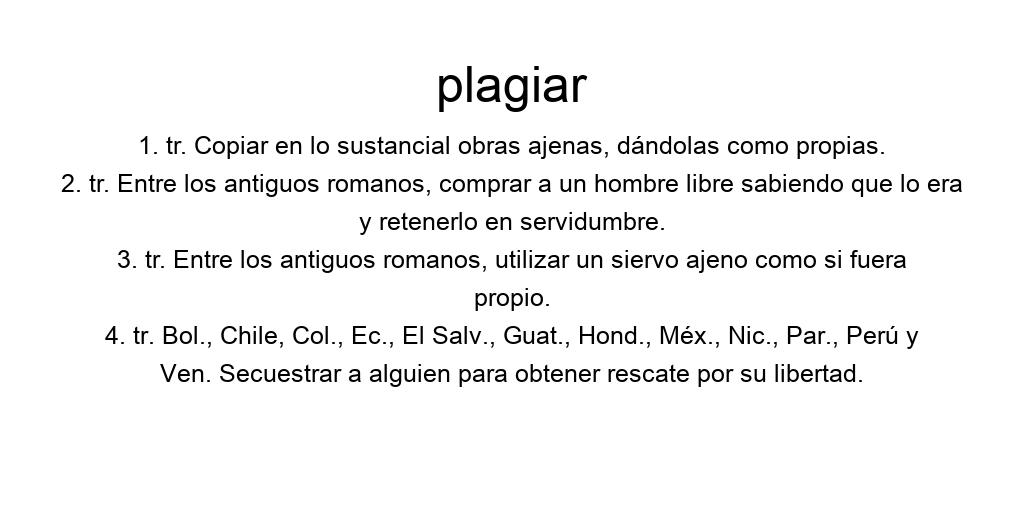 plagiar
1. tr. Copiar en lo sustancial obras ajenas, dándolas como propias.
2. tr. Entre los antiguos romanos, comprar a un hombre libre sabiendo que lo era
y retenerlo en servidumbre.
3. tr. Entre los antiguos romanos, utilizar un siervo ajeno como si fuera
propio.
4. tr. Bol., Chile, Col., Ec., El Salv., Guat., Hond., Méx., Nic., Par., Perú y
Ven. Secuestrar a alguien para obtener rescate por su libertad.